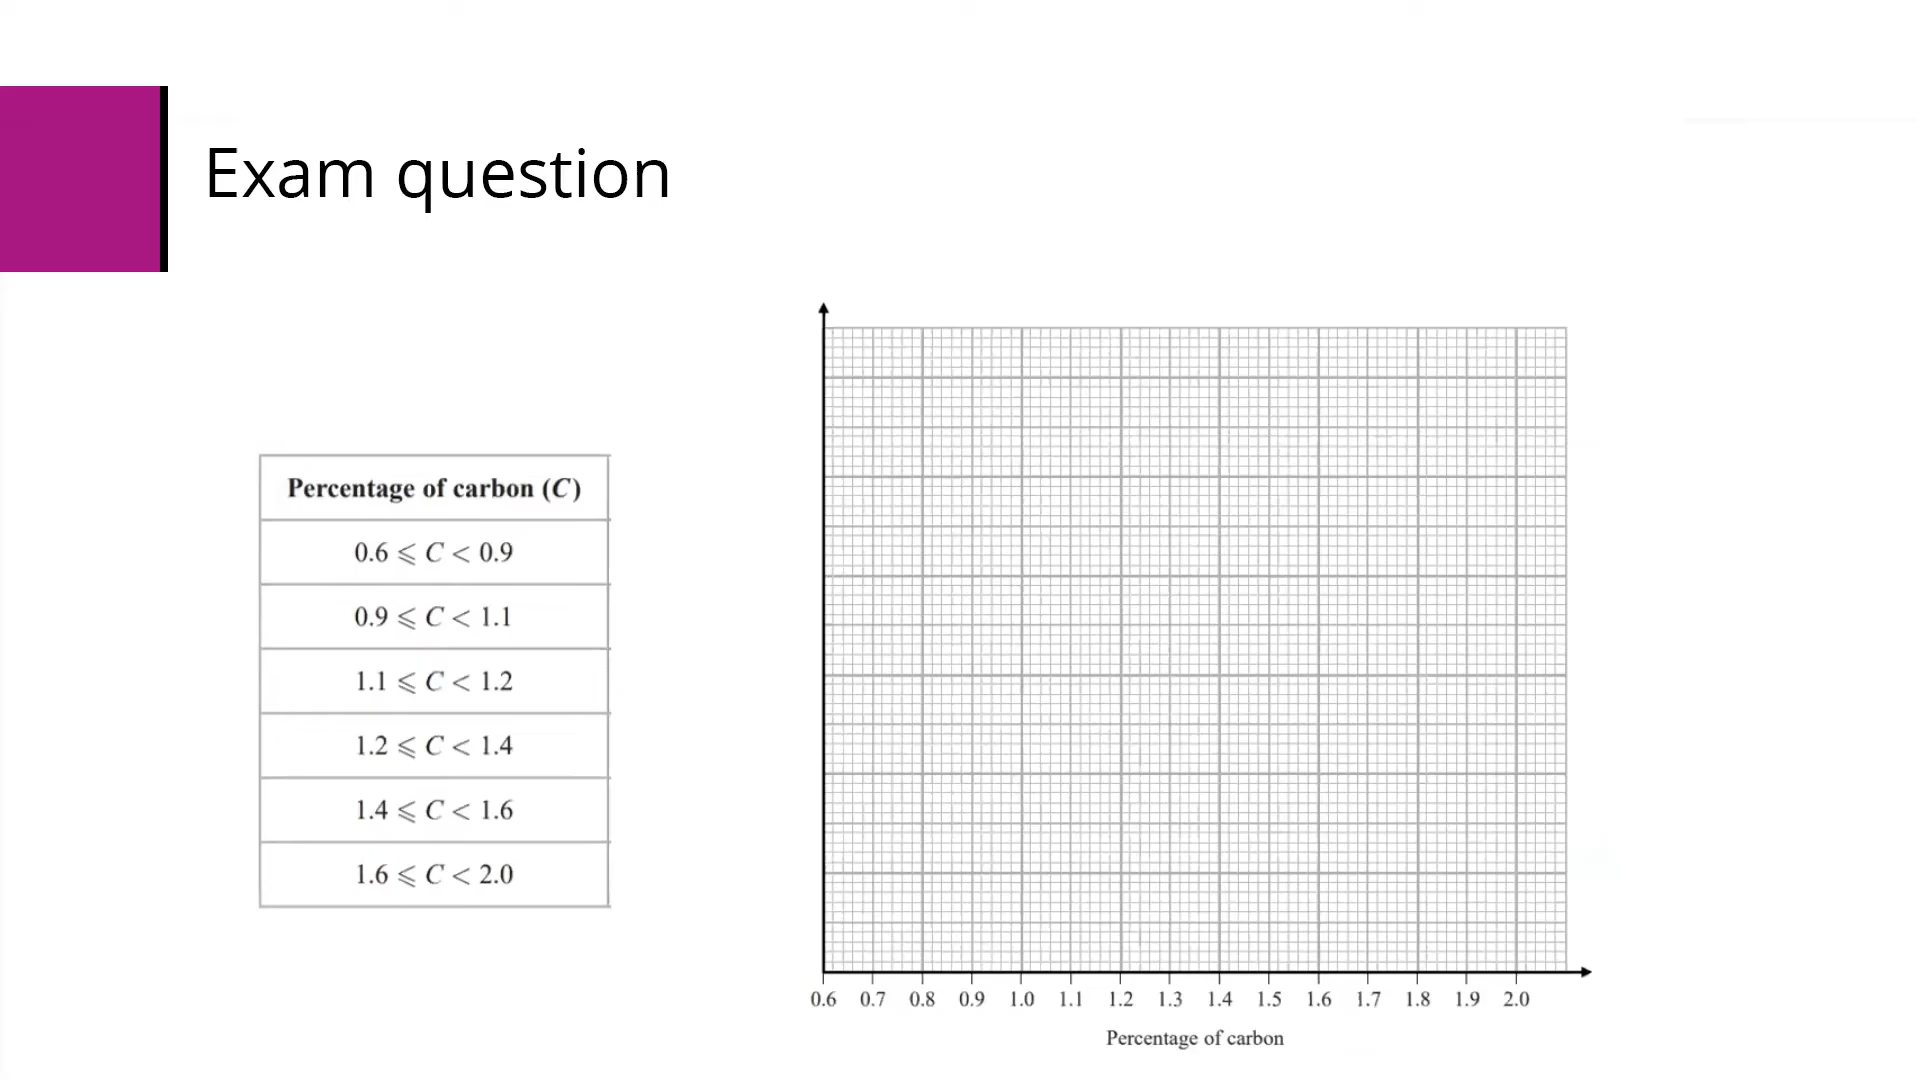 Exam question
Percentage of carbon (C)
0.6 ⩽ C < 0.9
0.9 ⩽ C < 1.1
1.1 ⩽ C < 1.2
1.2 ⩽ C < 1.4
1.4 ⩽ C < 1.6
1.6 ⩽ C < 2.0
0.6 0.7 0.8 0.9 1.0 1.1 1.2 1.3 1.4 1.5 1.6 1.7 1.8 1.9 2.0
Percentage of carbon